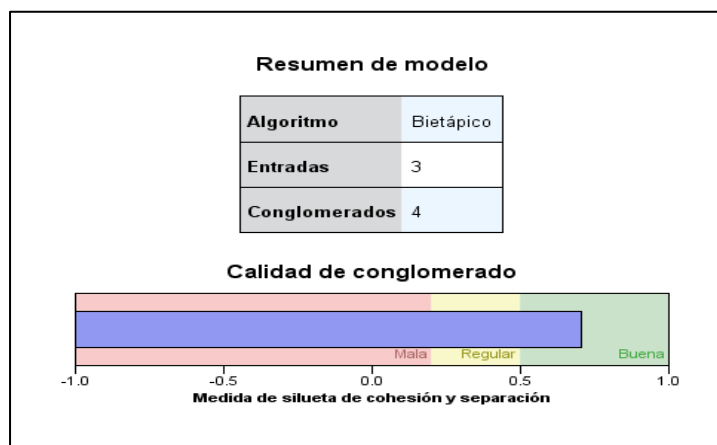 Resumen de modelo
Algoritmo Bietápico
Entradas 3
Conglomerados 4
Calidad de conglomerado
Mala Regular Buena
-1.0 -0.5 0.0 0.5 1.0
Medida de silueta de cohesión y separación